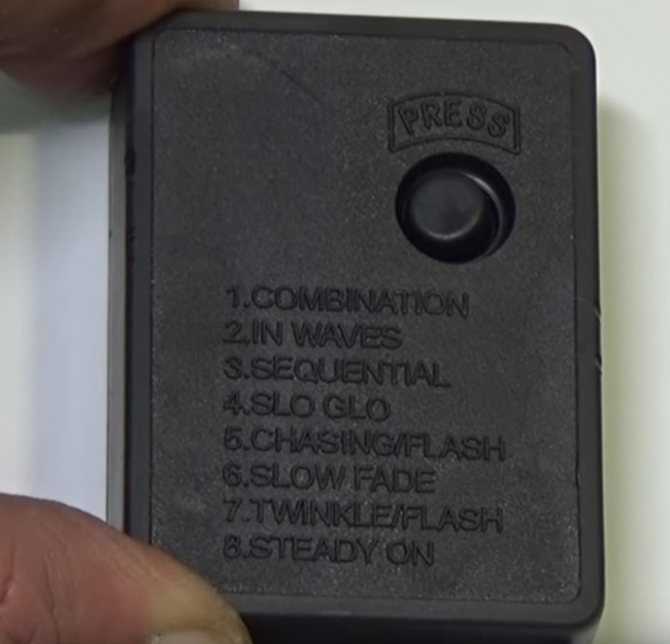 PRESS
1.COMBINATION
2.IN WAVES
3.SEQUENTIAL
4.SLO GLO
5.CHASING/FLASH
6.SLOW FADE
7.TWINKLE/FLASH
8.STEADY ON